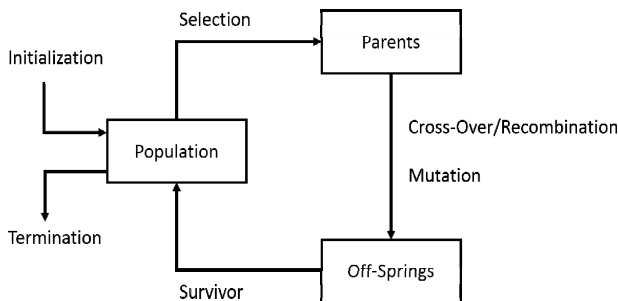 Selection
Parents
Initialization
Cross-Over/Recombination
Population
Mutation
Termination
Off-Springs
Survivor